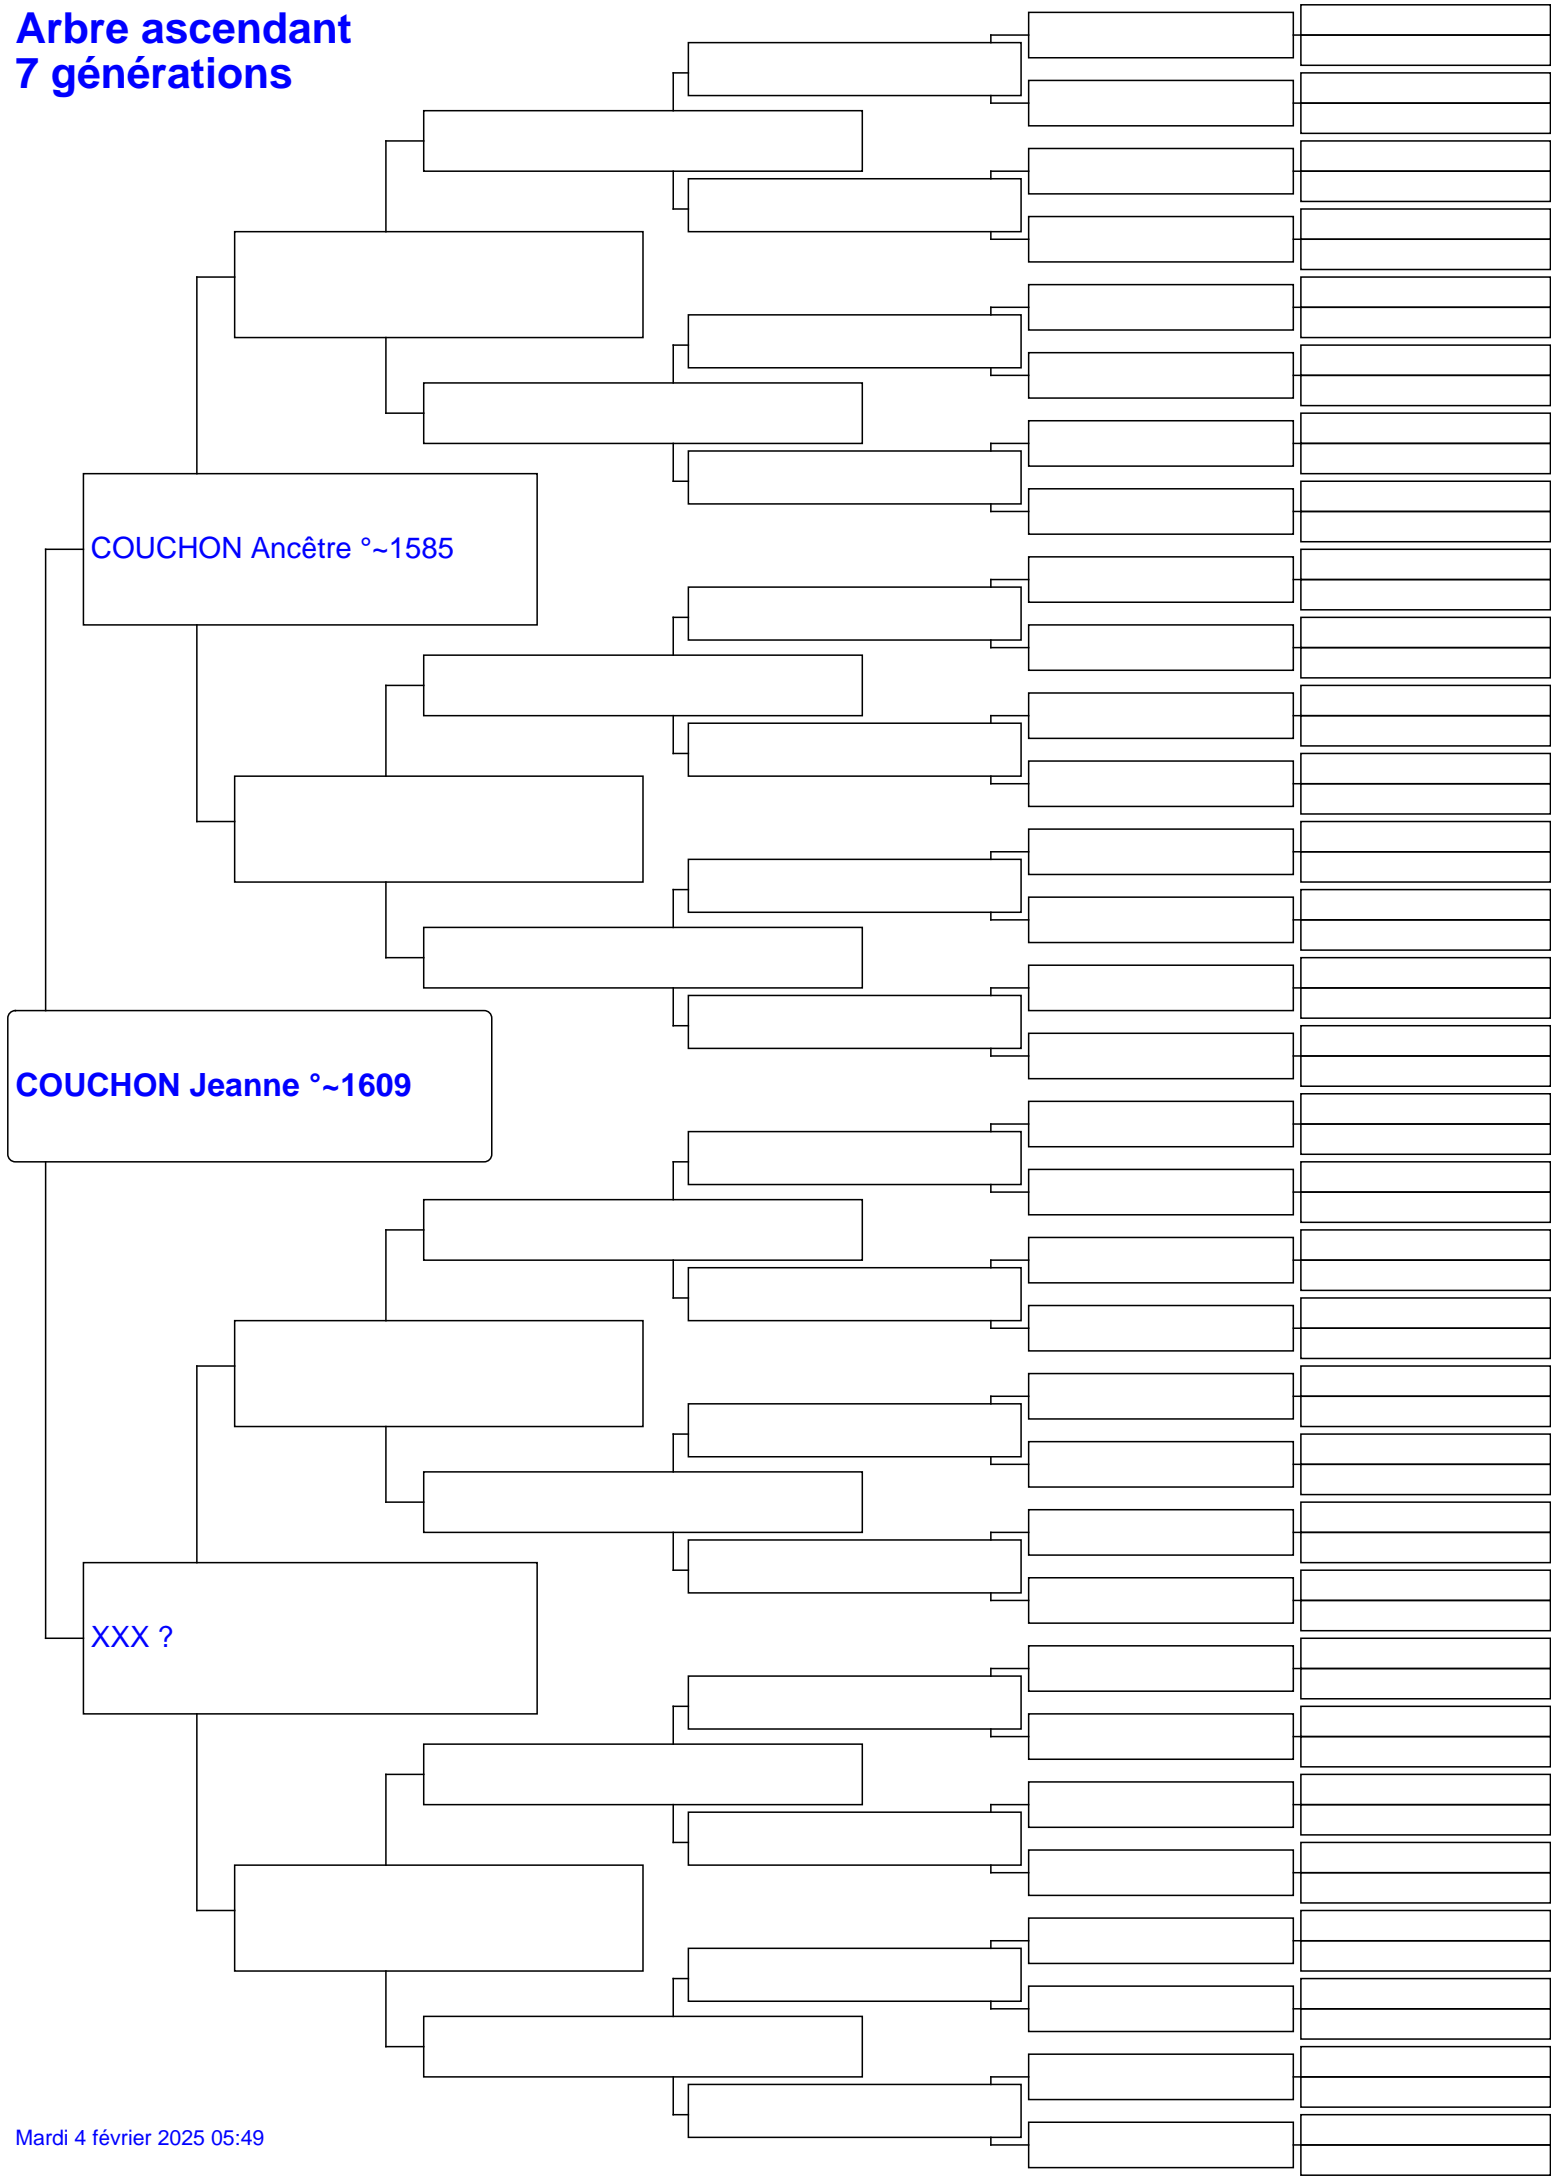 Arbre ascendant
7 générations
COUCHON Ancêtre °~1585
COUCHON Jeanne °~1609
XXX ?
Mardi 4 février 2025 05:49